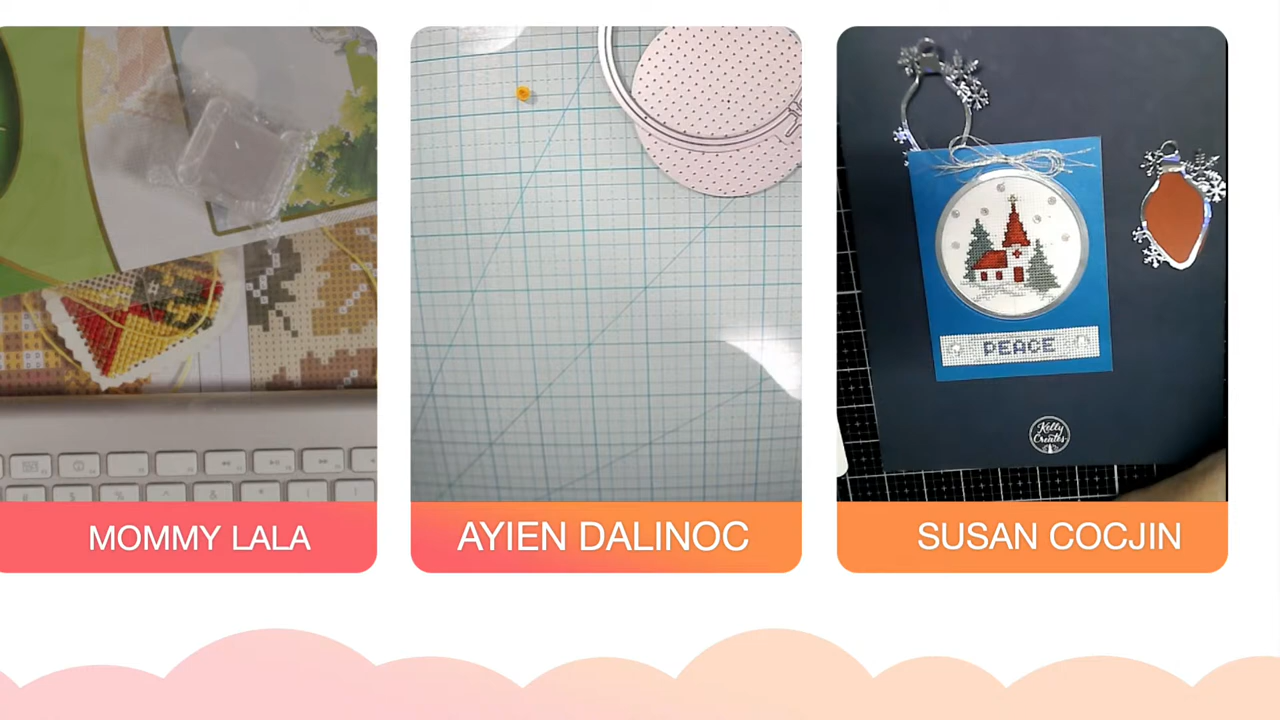 PEACE
Kelly
Creates
MOMMY LALA
AYIEN DALINOC
SUSAN COCJIN